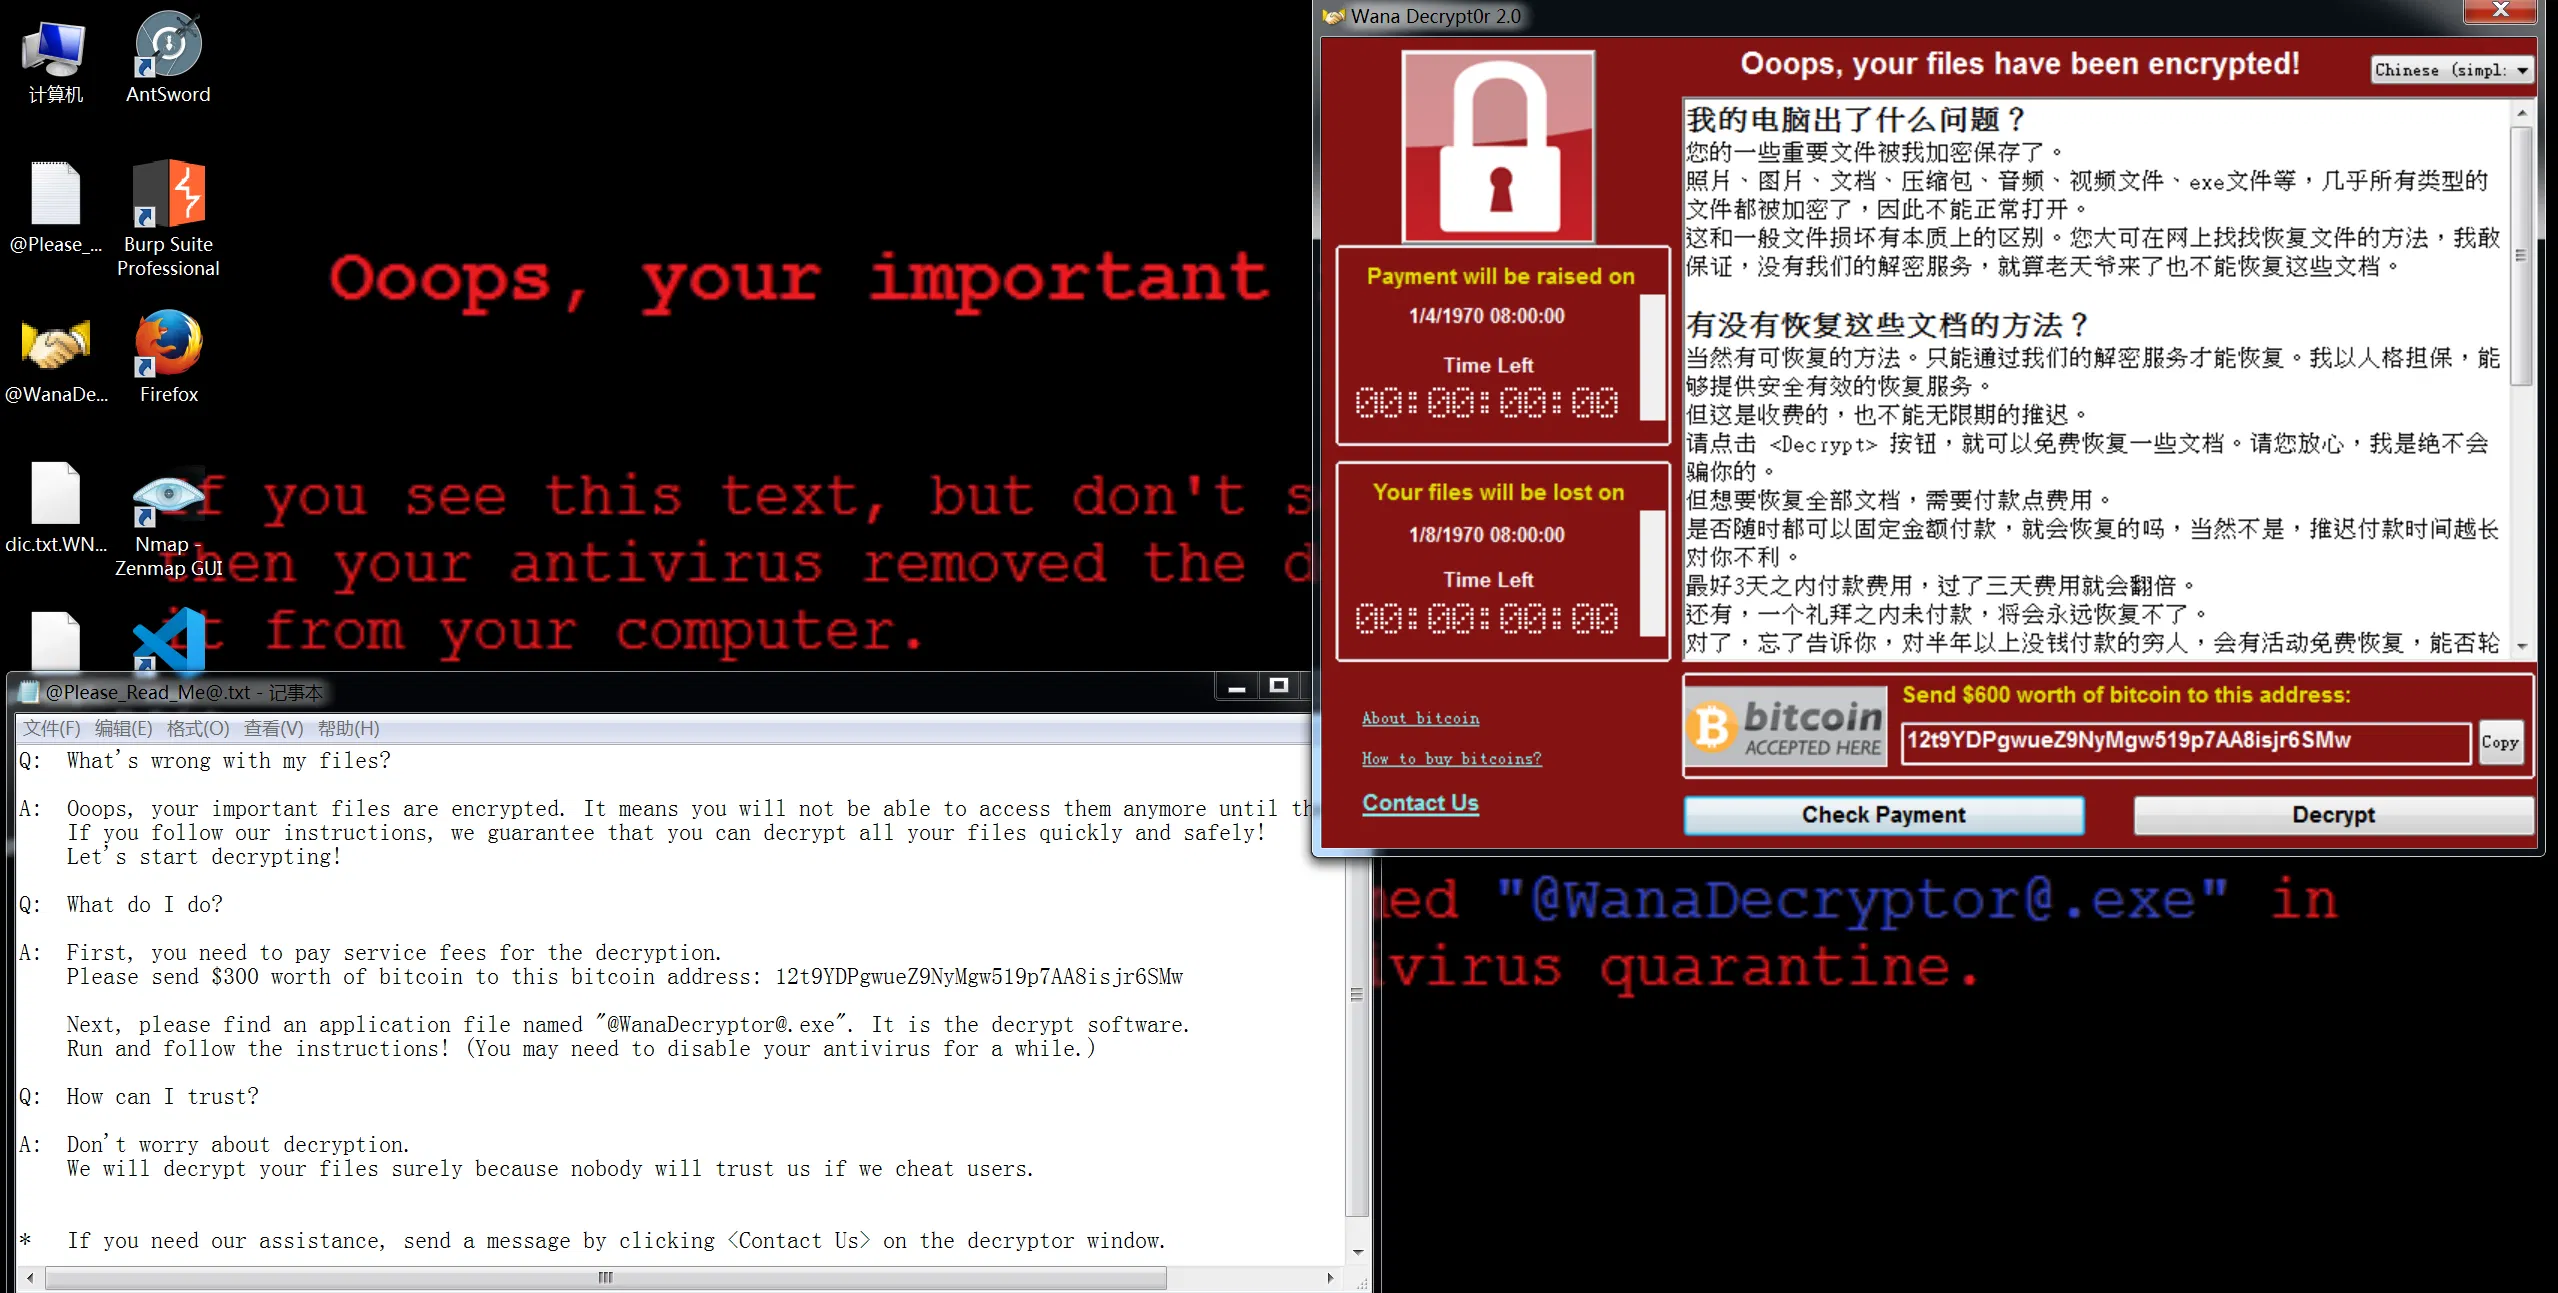 计算机
AntSword
@Please_...
Burp Suite
Professional
@WanaDe...
Firefox
dic.txt.WN...
Nmap -
Zenmap GUI
Ooops, your important
If you see this text, but don't s
then your antivirus removed the d
it from your computer.
med "@WanaDecryptor@.exe" in
ivirus quarantine.
Wana Decrypt0r 2.0
Ooops, your files have been encrypted!
Chinese (simpl:
Payment will be raised on
1/4/1970 08:00:00
Time Left
00:00:00:00
Your files will be lost on
1/8/1970 08:00:00
Time Left
00:00:00:00
About bitcoin
How to buy bitcoins?
Contact Us
我的电脑出了什么问题？
您的一些重要文件被我加密保存了。
照片、图片、文档、压缩包、音频、视频文件、exe文件等，几乎所有类型的
文件都被加密了，因此不能正常打开。
这和一般文件损坏有本质上的区别。您大可在网上找找恢复文件的方法，我敢
保证，没有我们的解密服务，就算老天爷来了也不能恢复这些文档。
有没有恢复这些文档的方法？
当然有可恢复的方法。只能通过我们的解密服务才能恢复。我以人格担保，能
够提供安全有效的恢复服务。
但这是收费的，也不能无限期的推迟。
请点击 <Decrypt> 按钮，就可以免费恢复一些文档。请您放心，我是绝不会
骗你的。
但想要恢复全部文档，需要付款点费用。
是否随时都可以固定金额付款，就会恢复的吗，当然不是，推迟付款时间越长
对你不利。
最好3天之内付款费用，过了三天费用就会翻倍。
还有，一个礼拜之内未付款，将会永远恢复不了。
对了，忘了告诉你，对半年以上没钱付款的穷人，会有活动免费恢复，能否轮
bitcoin
ACCEPTED HERE
Send $600 worth of bitcoin to this address:
12t9YDPgwueZ9NyMgw519p7AA8isjr6SMw
Copy
Check Payment
Decrypt
@Please_Read_Me@.txt - 记事本
文件(F) 编辑(E) 格式(O) 查看(V) 帮助(H)
Q: What's wrong with my files?
A: Ooops, your important files are encrypted. It means you will not be able to access them anymore until th
If you follow our instructions, we guarantee that you can decrypt all your files quickly and safely!
Let's start decrypting!
Q: What do I do?
A: First, you need to pay service fees for the decryption.
Please send $300 worth of bitcoin to this bitcoin address: 12t9YDPgwueZ9NyMgw519p7AA8isjr6SMw
Next, please find an application file named "@WanaDecryptor@.exe". It is the decrypt software.
Run and follow the instructions! (You may need to disable your antivirus for a while.)
Q: How can I trust?
A: Don't worry about decryption.
We will decrypt your files surely because nobody will trust us if we cheat users.
* If you need our assistance, send a message by clicking <Contact Us> on the decryptor window.